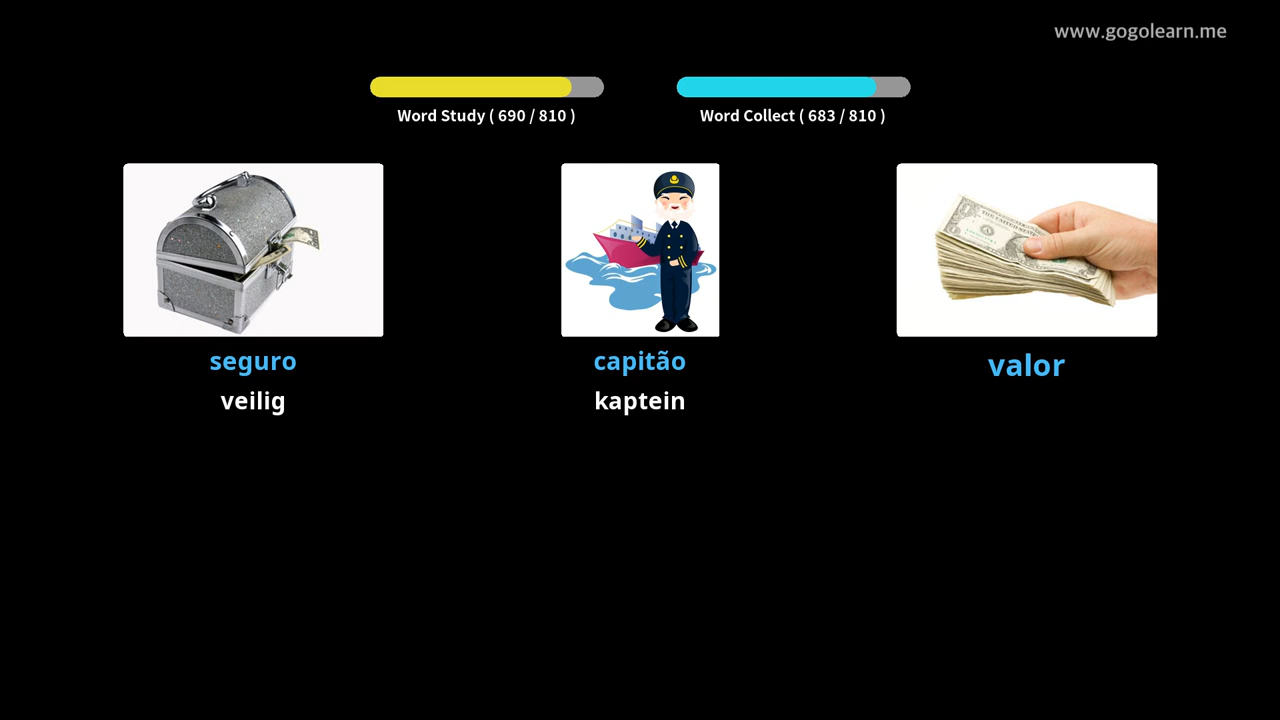 www.gogolearn.me
Word Study ( 690 / 810 )
Word Collect ( 683 / 810 )
seguro
veilig
capitão
kaptein
valor